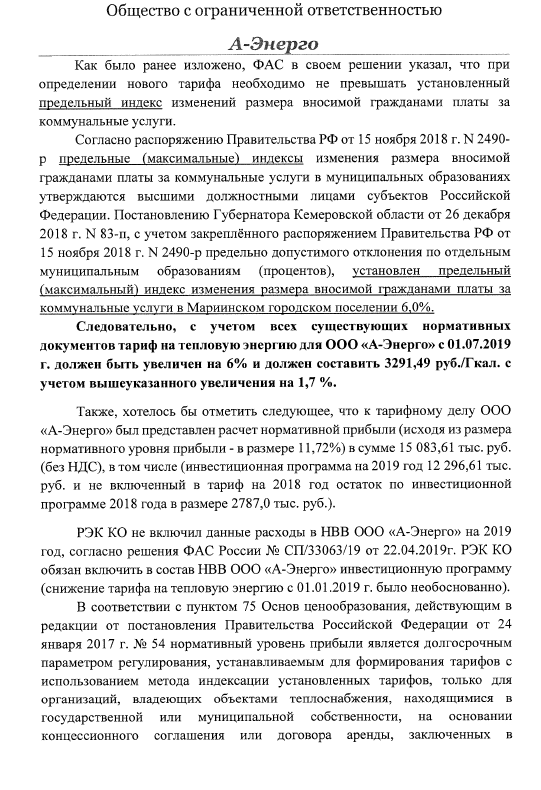 Общество с ограниченной ответственностью
А-Энерго
Как было ранее изложено, ФАС в своем решении указал, что при
определении нового тарифа необходимо не превышать установленный
предельный индекс изменений размера вносимой гражданами платы за
коммунальные услуги.
Согласно распоряжению Правительства РФ от 15 ноября 2018 г. N 2490-
р предельные (максимальные) индексы изменения размера вносимой
гражданами платы за коммунальные услуги в муниципальных образованиях
утверждаются высшими должностными лицами субъектов Российской
Федерации. Постановлению Губернатора Кемеровской области от 26 декабря
2018 г. N 83-п, с учетом закреплённого распоряжением Правительства РФ от
15 ноября 2018 г. N 2490-р предельно допустимого отклонения по отдельным
муниципальным образованиям (процентов), установлен предельный
(максимальный) индекс изменения размера вносимой гражданами платы за
коммунальные услуги в Мариинском городском поселении 6,0%.
Следовательно, с учетом всех существующих нормативных
документов тариф на тепловую энергию для ООО «А-Энерго» с 01.07.2019
г. должен быть увеличен на 6% и должен составить 3291,49 руб./Гкал. с
учетом вышеуказанного увеличения на 1,7 %.
Также, хотелось бы отметить следующее, что к тарифному делу ООО
«А-Энерго» был представлен расчет нормативной прибыли (исходя из размера
нормативного уровня прибыли - в размере 11,72%) в сумме 15 083,61 тыс. руб.
(без НДС), в том числе (инвестиционная программа на 2019 год 12 296,61 тыс.
руб. и не включенный в тариф на 2018 год остаток по инвестиционной
программе 2018 года в размере 2787,0 тыс. руб.).
РЭК КО не включил данные расходы в НВВ ООО «А-Энерго» на 2019
год, согласно решения ФАС России № СП/33063/19 от 22.04.2019г. РЭК КО
обязан включить в состав НВВ ООО «А-Энерго» инвестиционную программу
(снижение тарифа на тепловую энергию с 01.01.2019 г. было необоснованно).
В соответствии с пунктом 75 Основ ценообразования, действующим в
редакции от постановления Правительства Российской Федерации от 24
января 2017 г. № 54 нормативный уровень прибыли является долгосрочным
параметром регулирования, устанавливаемым для формирования тарифов с
использованием метода индексации установленных тарифов, только для
организаций, владеющих объектами теплоснабжения, находящимися в
государственной или муниципальной собственности, на основании
концессионного соглашения или договора аренды, заключенных в